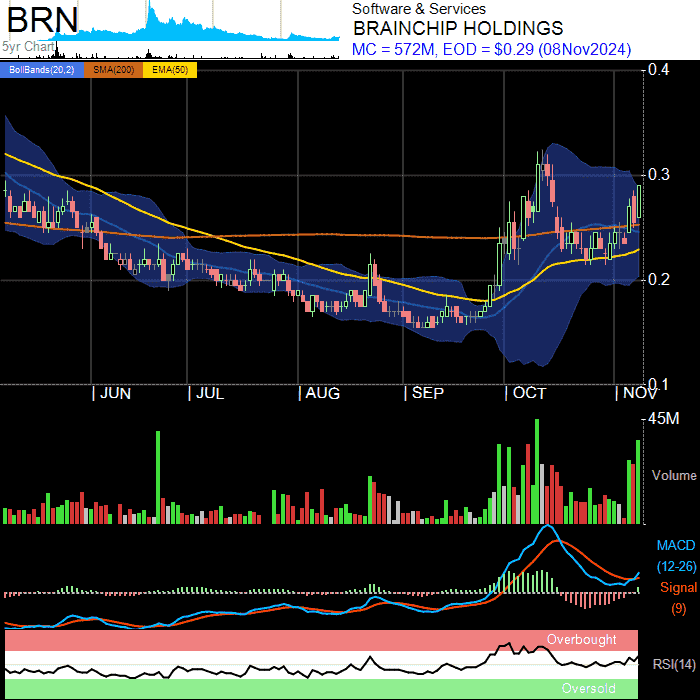 BRN
5yr Chart
Software & Services
BRAINCHIP HOLDINGS
MC = 572M, EOD = $0.29 (08Nov2024)
BollBands(20,2) SMA(200) EMA(50)
0.4
0.3
0.2
0.1
| JUN | JUL | AUG | SEP | OCT | NOV
45M
Volume
MACD
(12-26)
Signal
(9)
Overbought
RSI(14)
Oversold